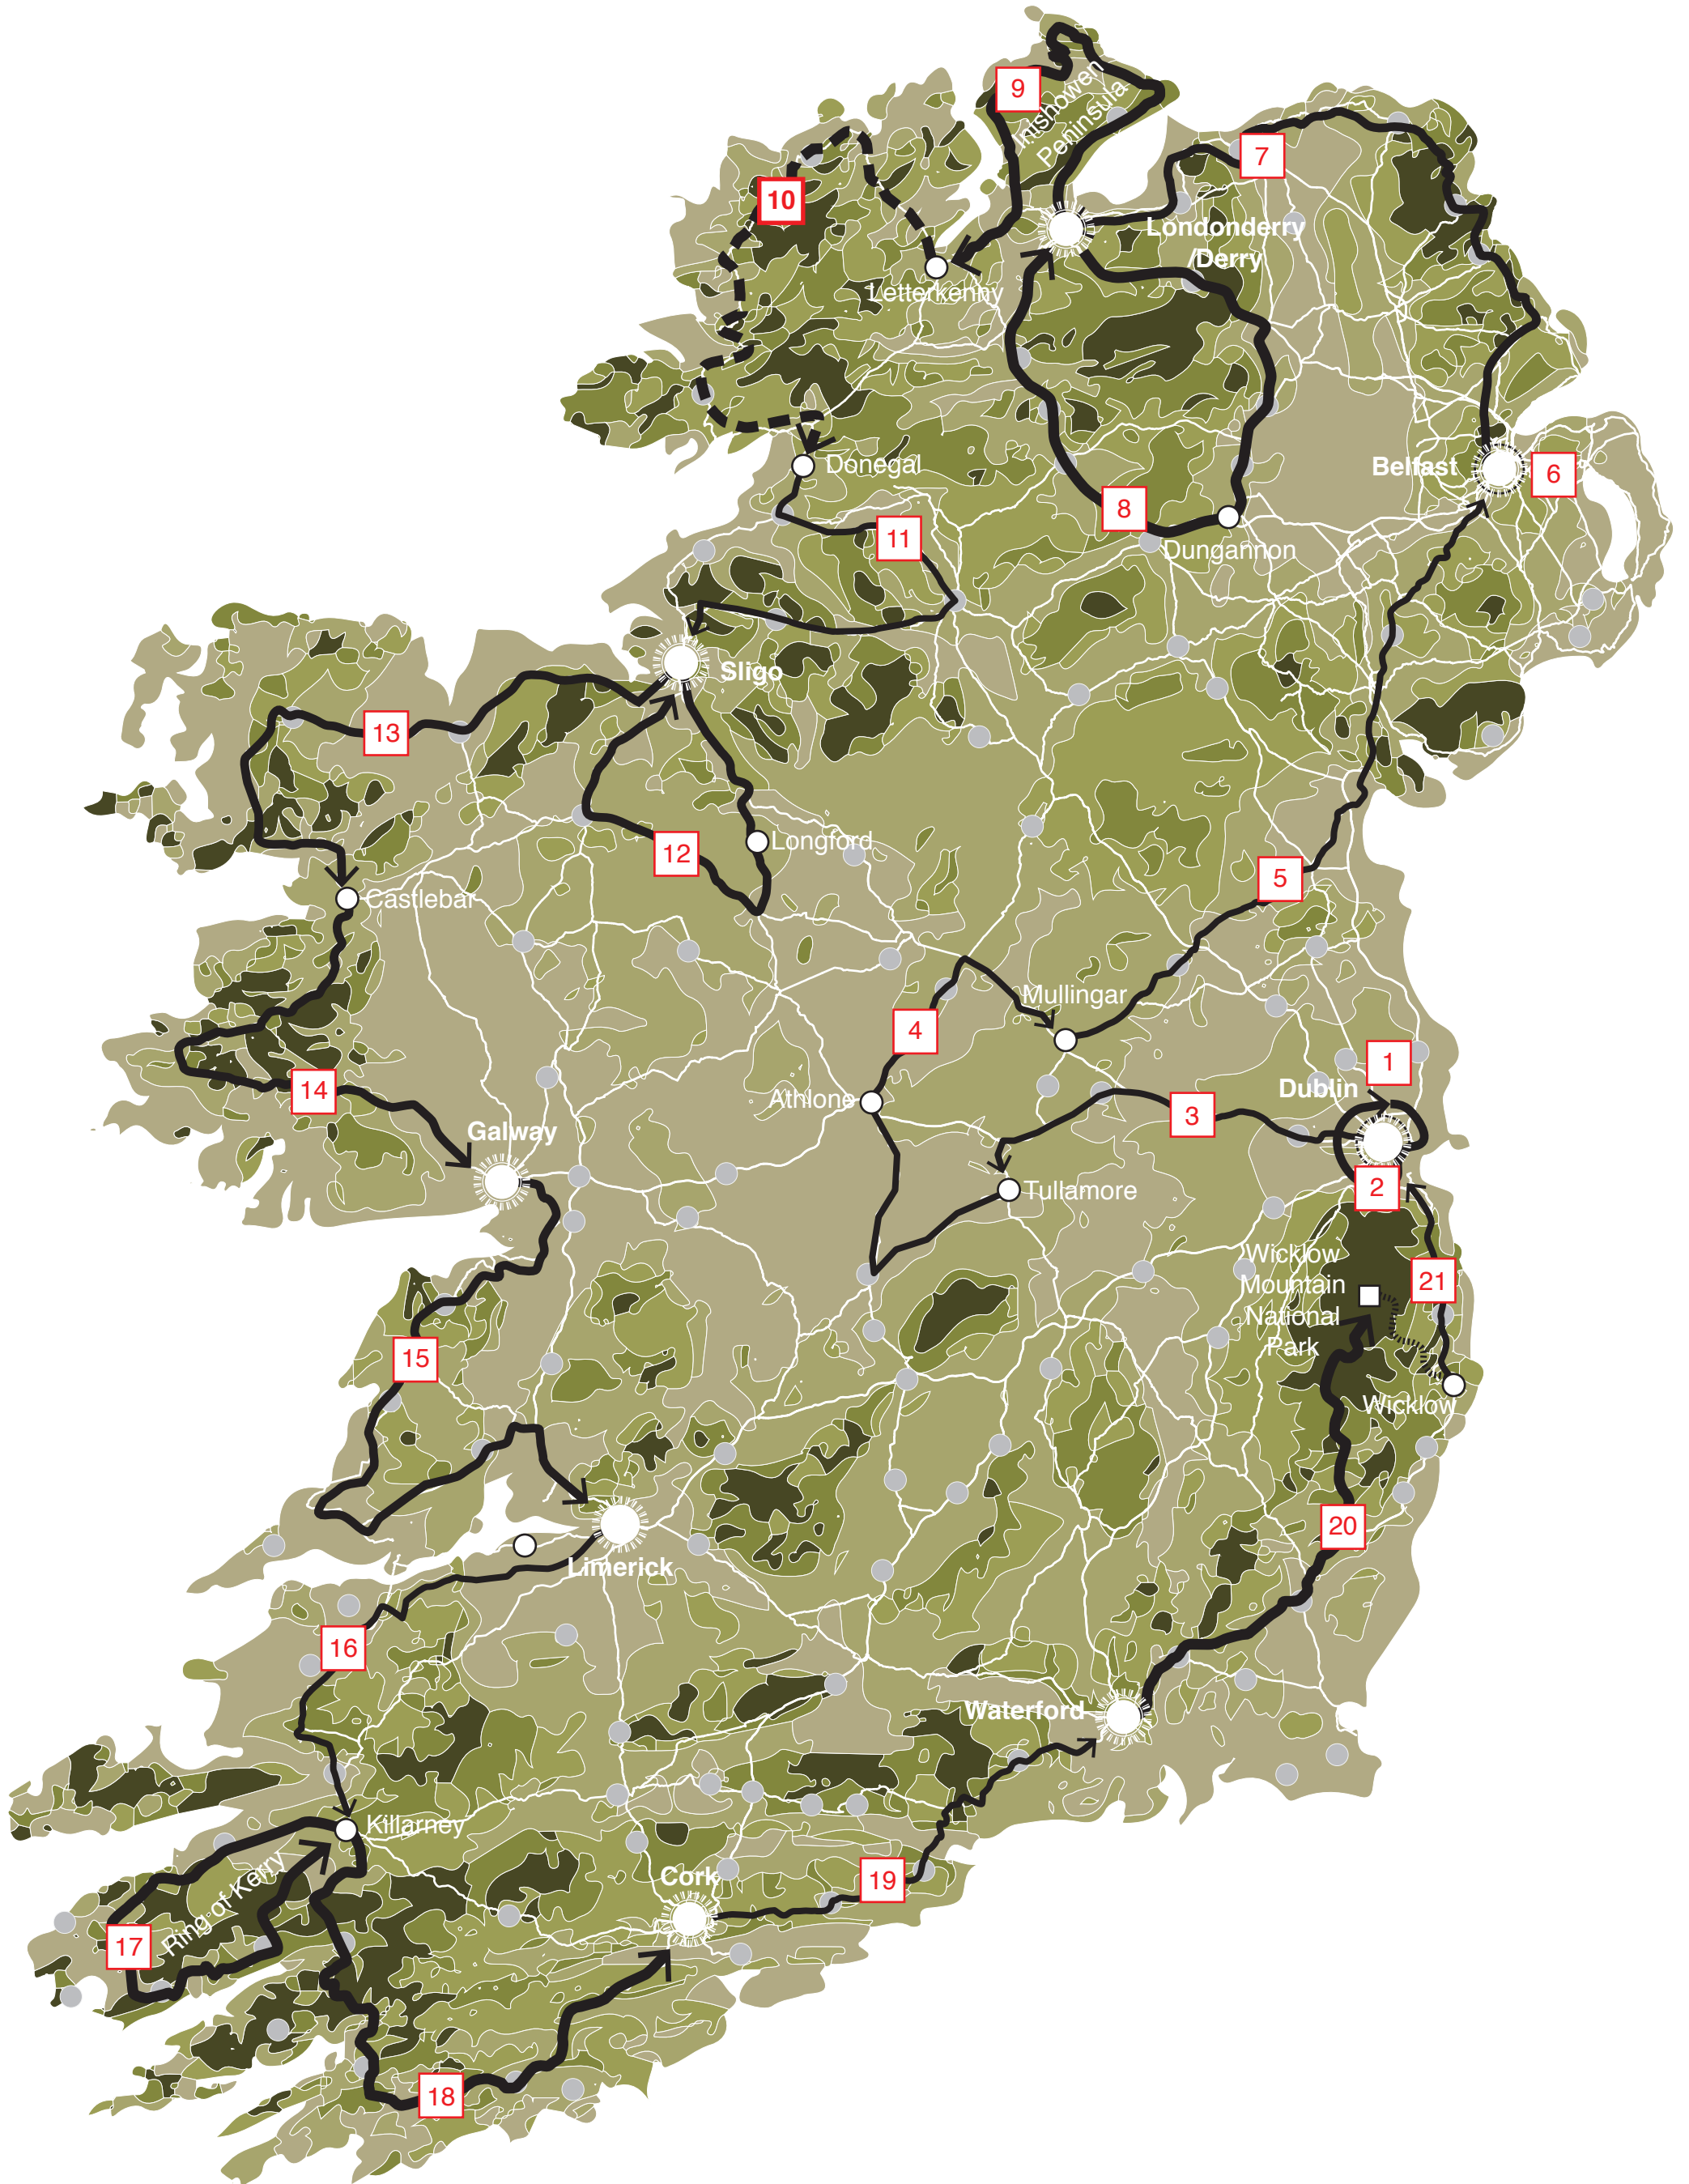 9
Inishowen
Peninsula
7
10
Londonderry
/Derry
Letterkenny
Belfast
6
Donegal
8
11
Dungannon
Sligo
13
Longford
12
5
Castlebar
Mullingar
4
1
Dublin
14
Athlone
3
Galway
2
Tullamore
Wicklow
Mountain
National
Park
21
15
Wicklow
20
Limerick
16
Waterford
Killarney
Ring of Kerry
Cork
19
17
18